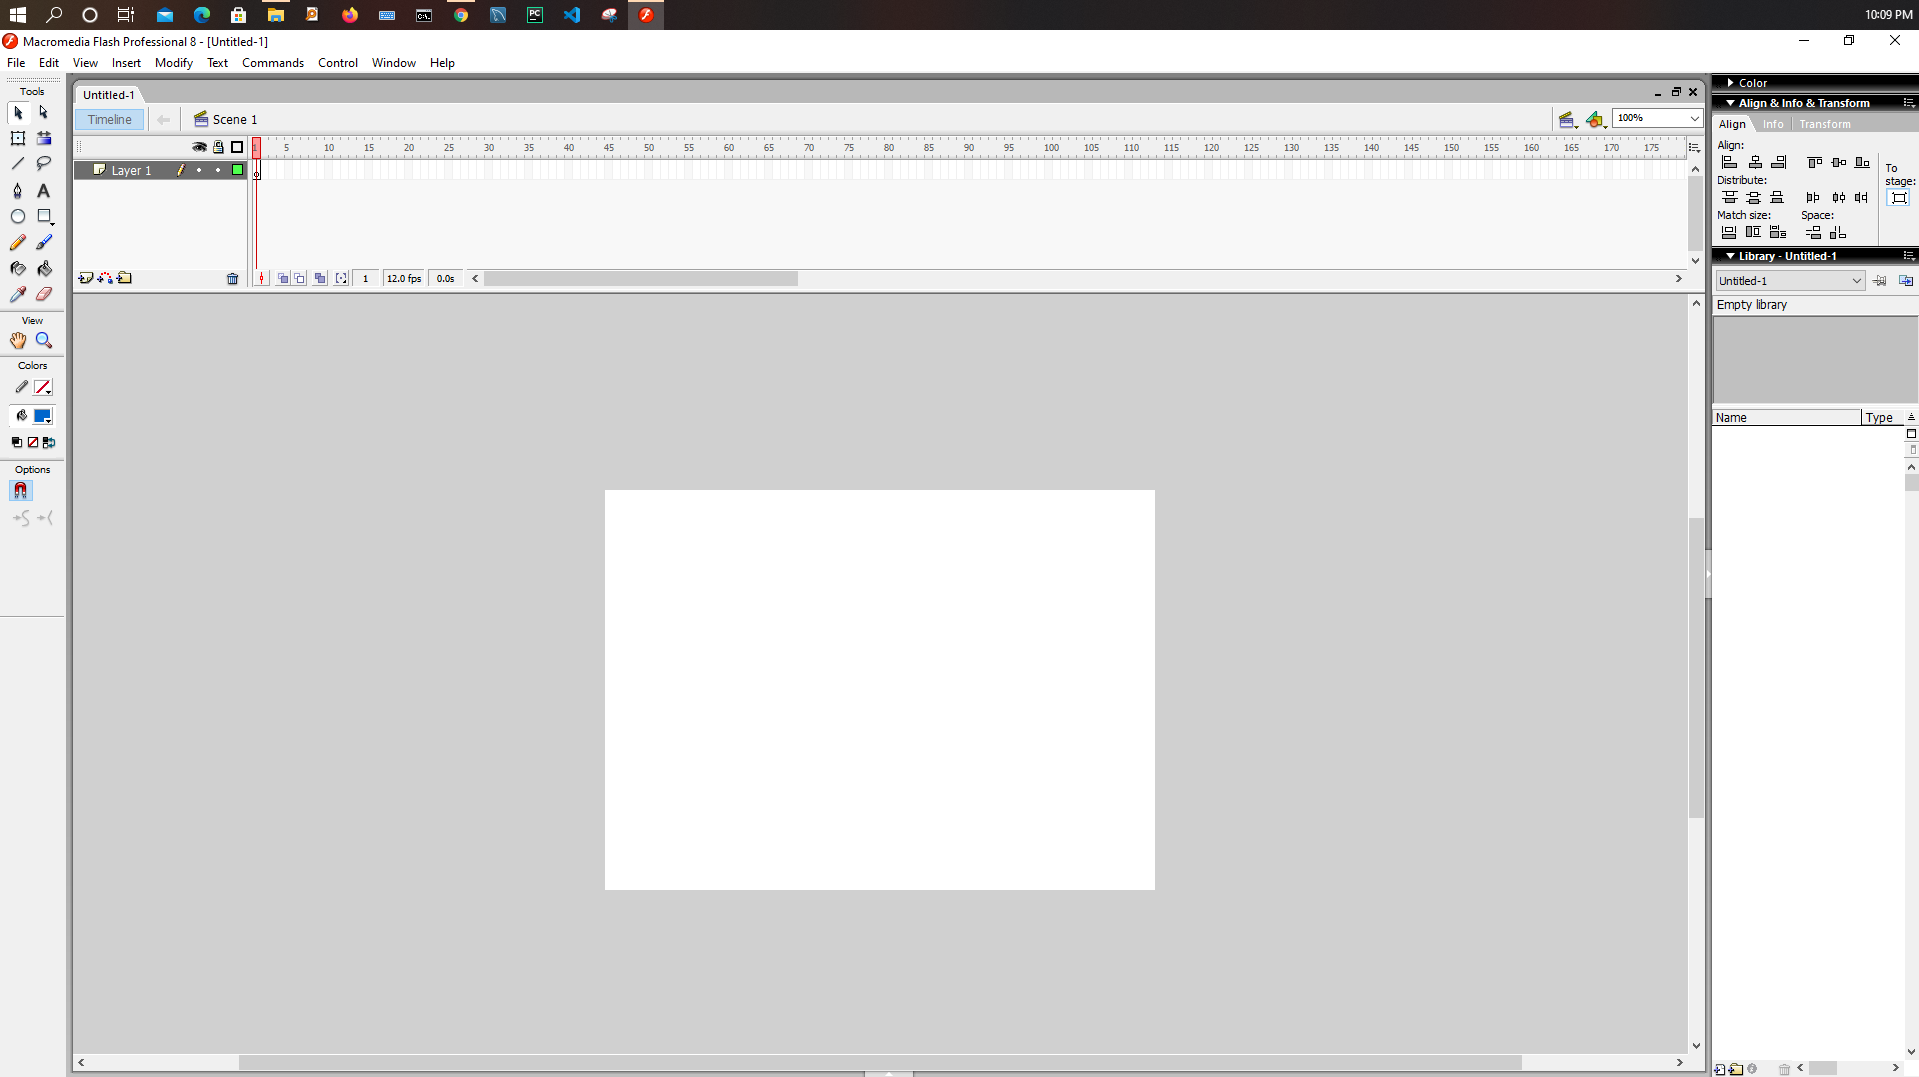 10:09 PM
Macromedia Flash Professional 8 - [Untitled-1]
File Edit View Insert Modify Text Commands Control Window Help
Tools
Untitled-1
Timeline
Scene 1
100%
1 5 10 15 20 25 30 35 40 45 50 55 60 65 70 75 80 85 90 95 100 105 110 115 120 125 130 135 140 145 150 155 160 165 170 175
Layer 1
1 12.0 fps 0.0s
View
Colors
Options
Color
Align & Info & Transform
Align Info Transform
Align:
To stage:
Distribute:
Match size: Space:
Library - Untitled-1
Untitled-1
Empty library
Name Type